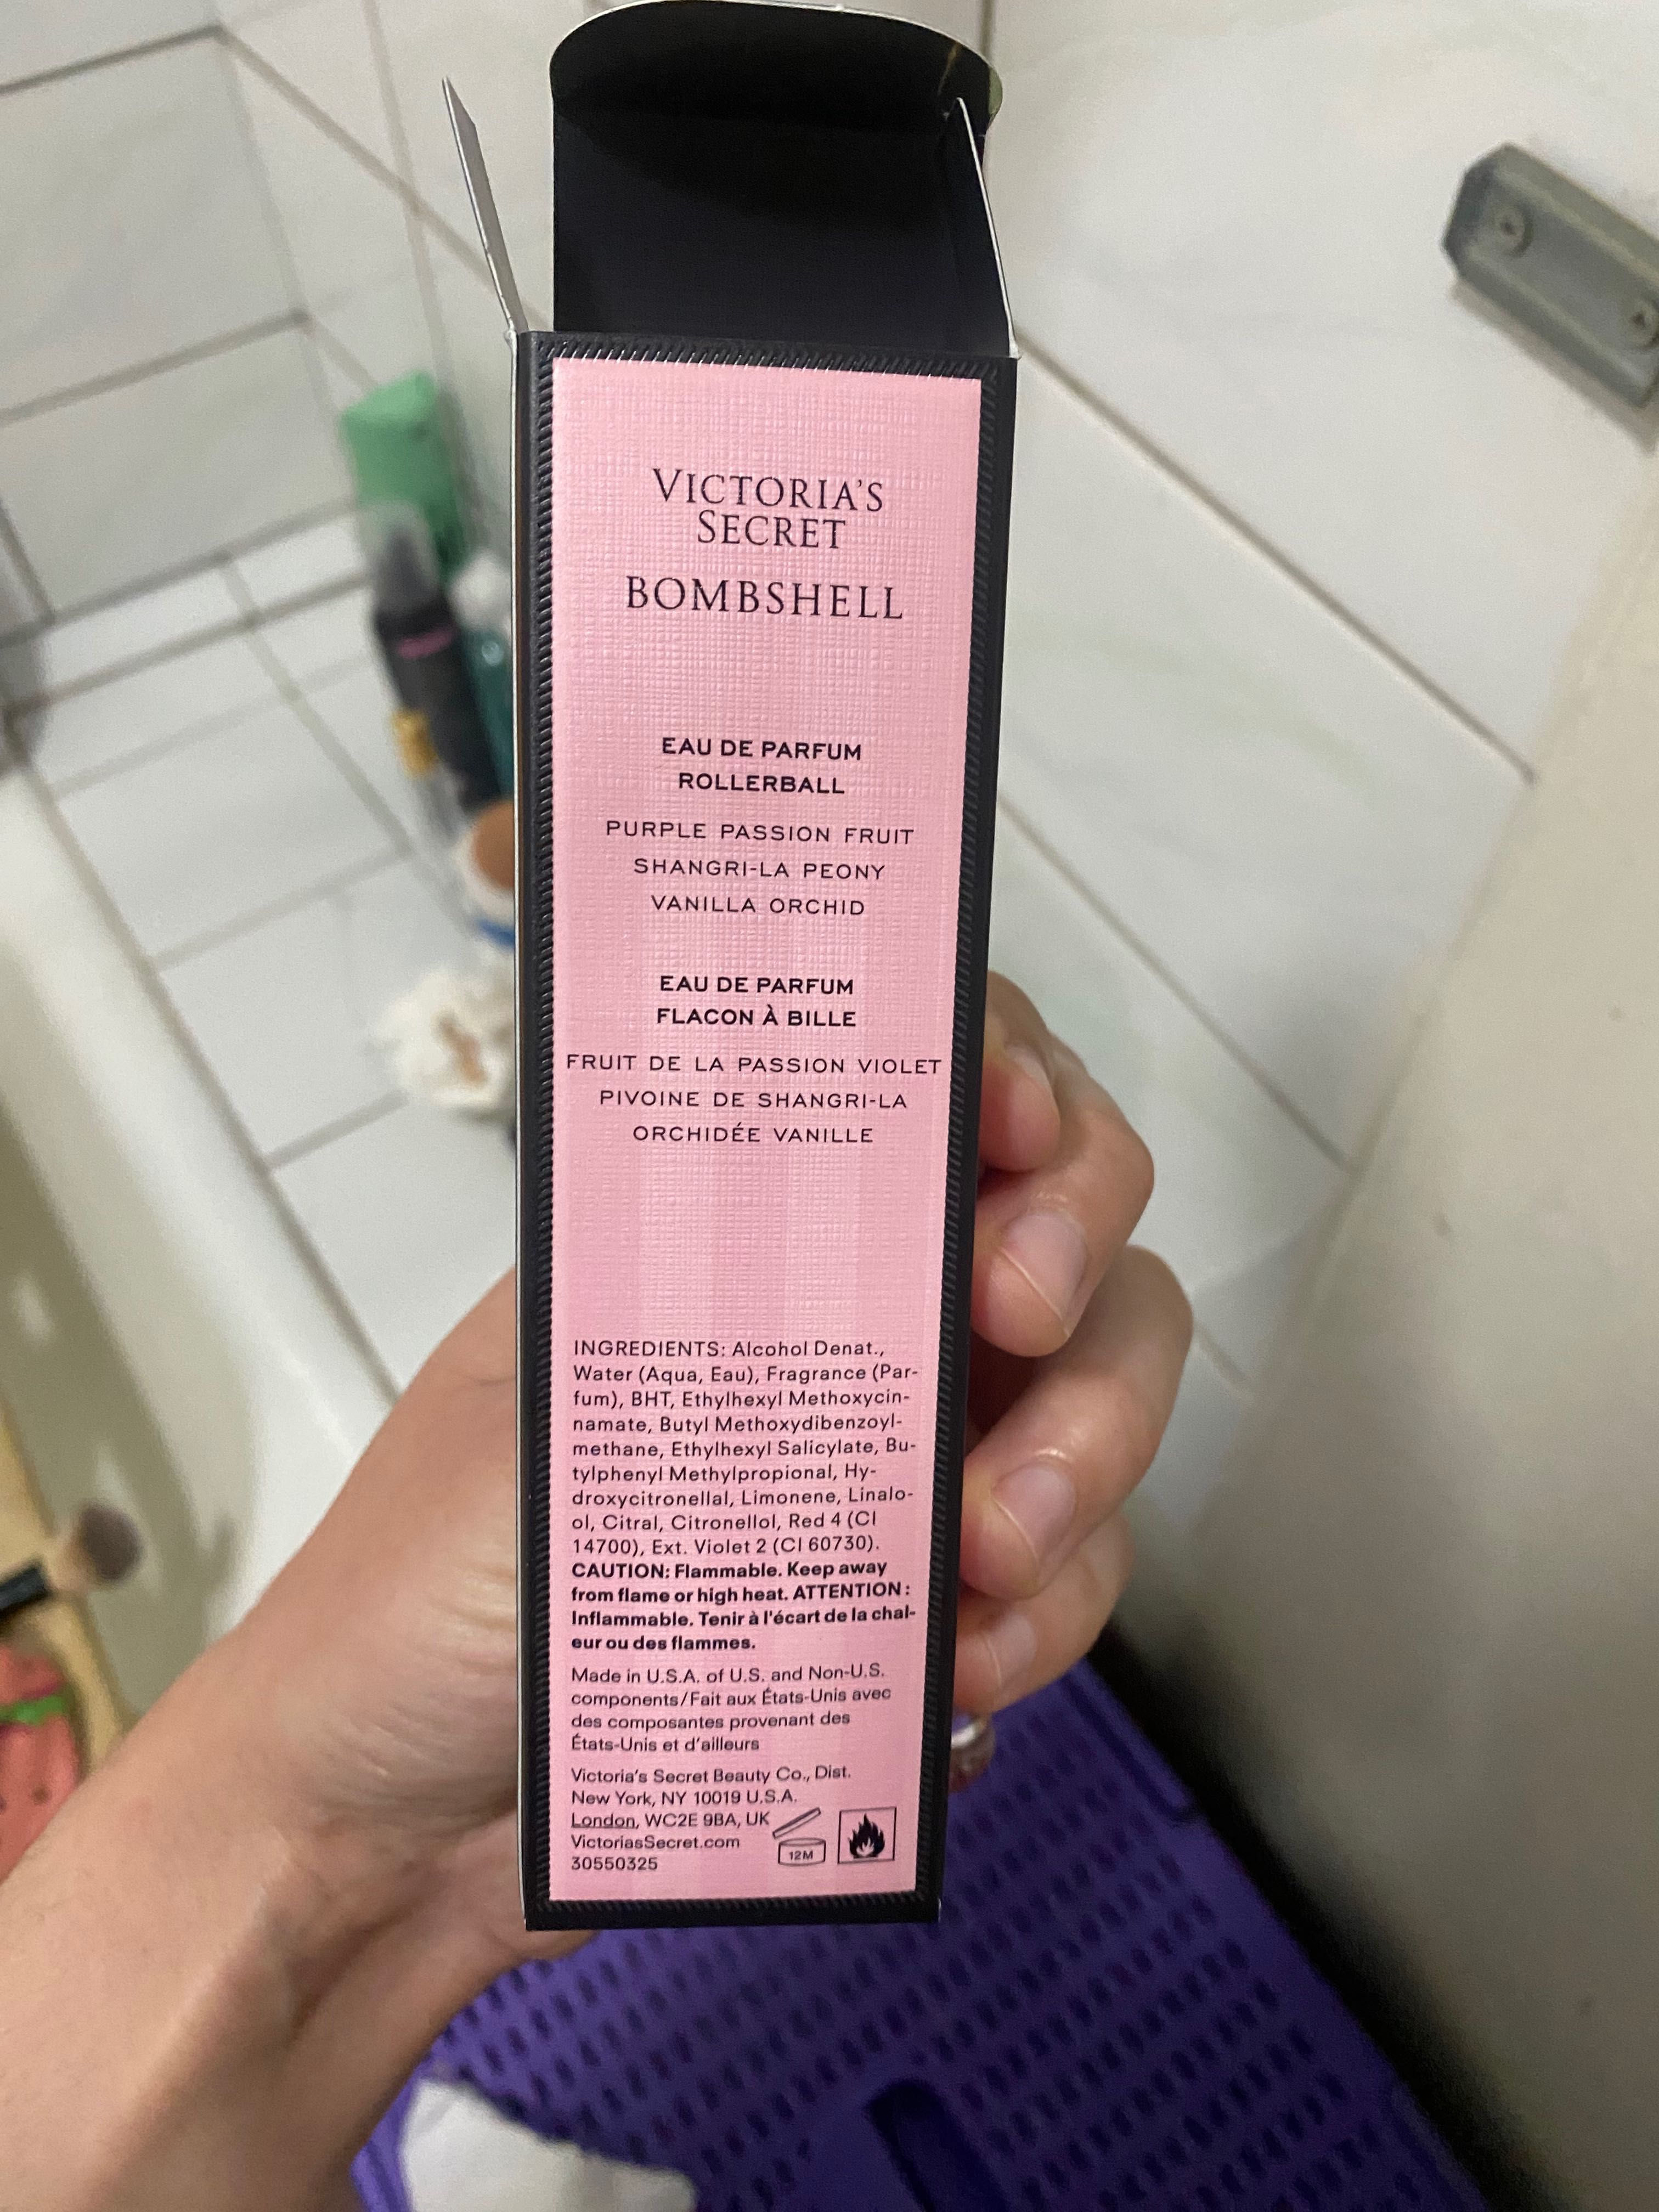 VICTORIA'S
SECRET
BOMBSHELL
EAU DE PARFUM
ROLLERBALL
PURPLE PASSION FRUIT
SHANGRI-LA PEONY
VANILLA ORCHID
EAU DE PARFUM
FLACON À BILLE
FRUIT DE LA PASSION VIOLET
PIVOINE DE SHANGRI-LA
ORCHIDÉE VANILLE
INGREDIENTS: Alcohol Denat.,
Water (Aqua, Eau), Fragrance (Par-
fum), BHT, Ethylhexyl Methoxycin-
namate, Butyl Methoxydibenzoyl-
methane, Ethylhexyl Salicylate, Bu-
tylphenyl Methylpropional, Hy-
droxycitronellal, Limonene, Linalo-
ol, Citral, Citronellol, Red 4 (CI
14700), Ext. Violet 2 (CI 60730).
CAUTION: Flammable. Keep away
from flame or high heat. ATTENTION :
Inflammable. Tenir à l'écart de la chal-
eur ou des flammes.
Made in U.S.A. of U.S. and Non-U.S.
components/Fait aux États-Unis avec
des composantes provenant des
États-Unis et d'ailleurs
Victoria's Secret Beauty Co., Dist.
New York, NY 10019 U.S.A.
London, WC2E 9BA, UK
VictoriasSecret.com
30550325
12M